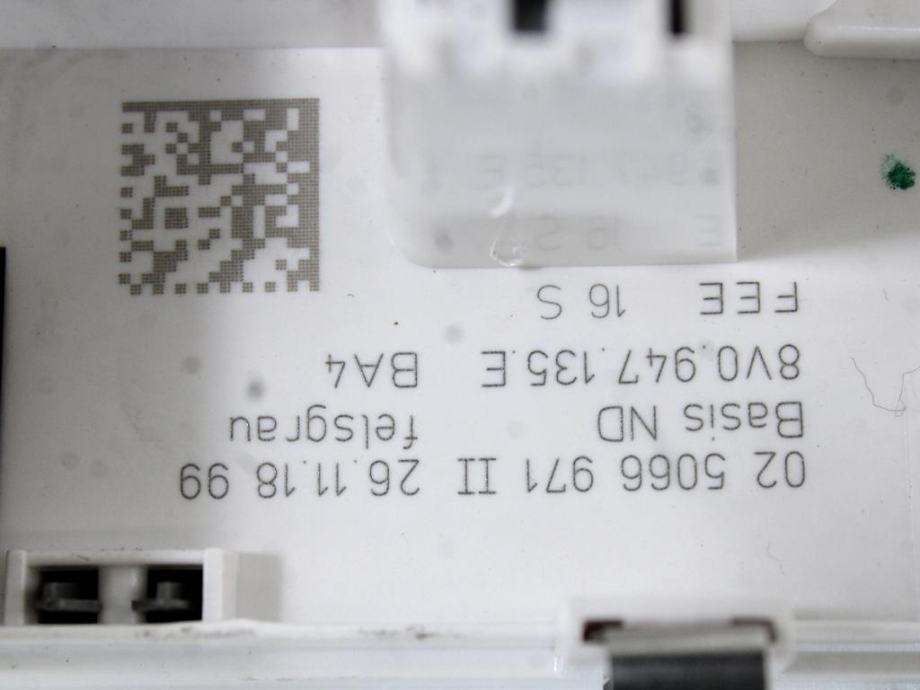 02 5066 971 II 26.11.18 99
Basis ND felsgrau
8V0.947.135.E BA4
FEE 16 S